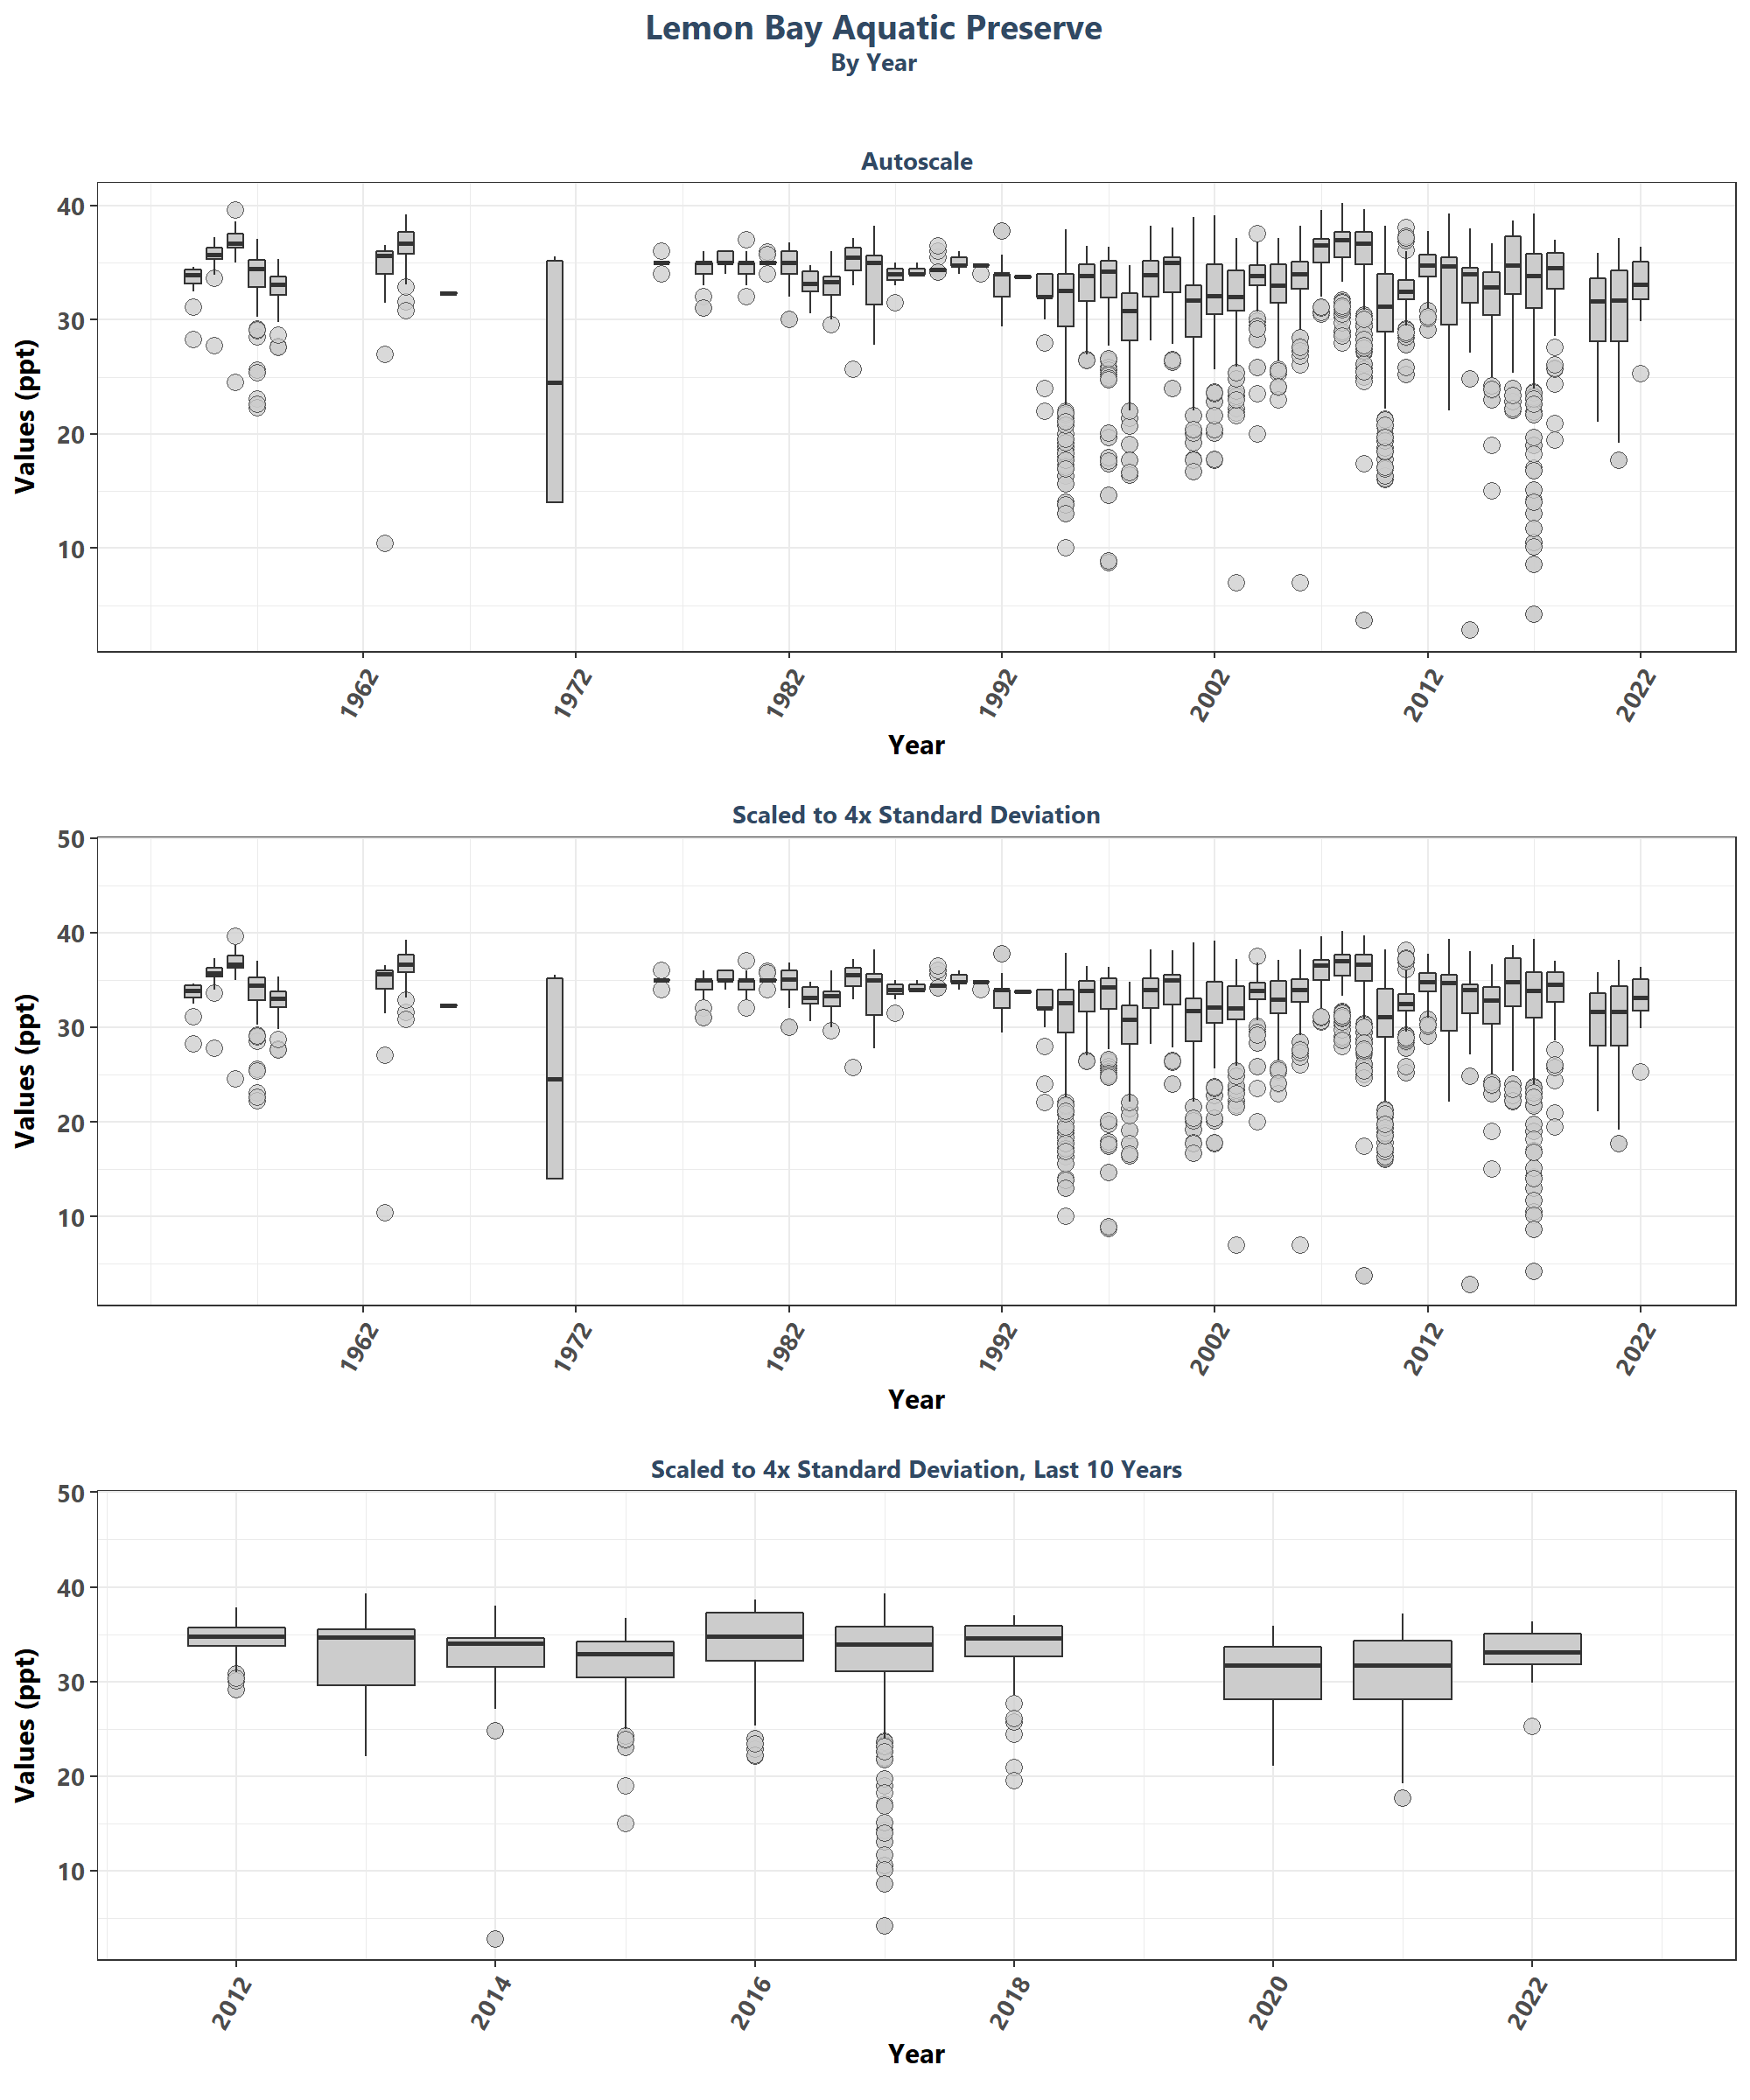 Lemon Bay Aquatic Preserve
By Year
Autoscale
Values (ppt)
40
30
20
10
1962 1972 1982 1992 2002 2012 2022
Year
Scaled to 4x Standard Deviation
Values (ppt)
50
40
30
20
10
1962 1972 1982 1992 2002 2012 2022
Year
Scaled to 4x Standard Deviation, Last 10 Years
Values (ppt)
50
40
30
20
10
2012 2014 2016 2018 2020 2022
Year